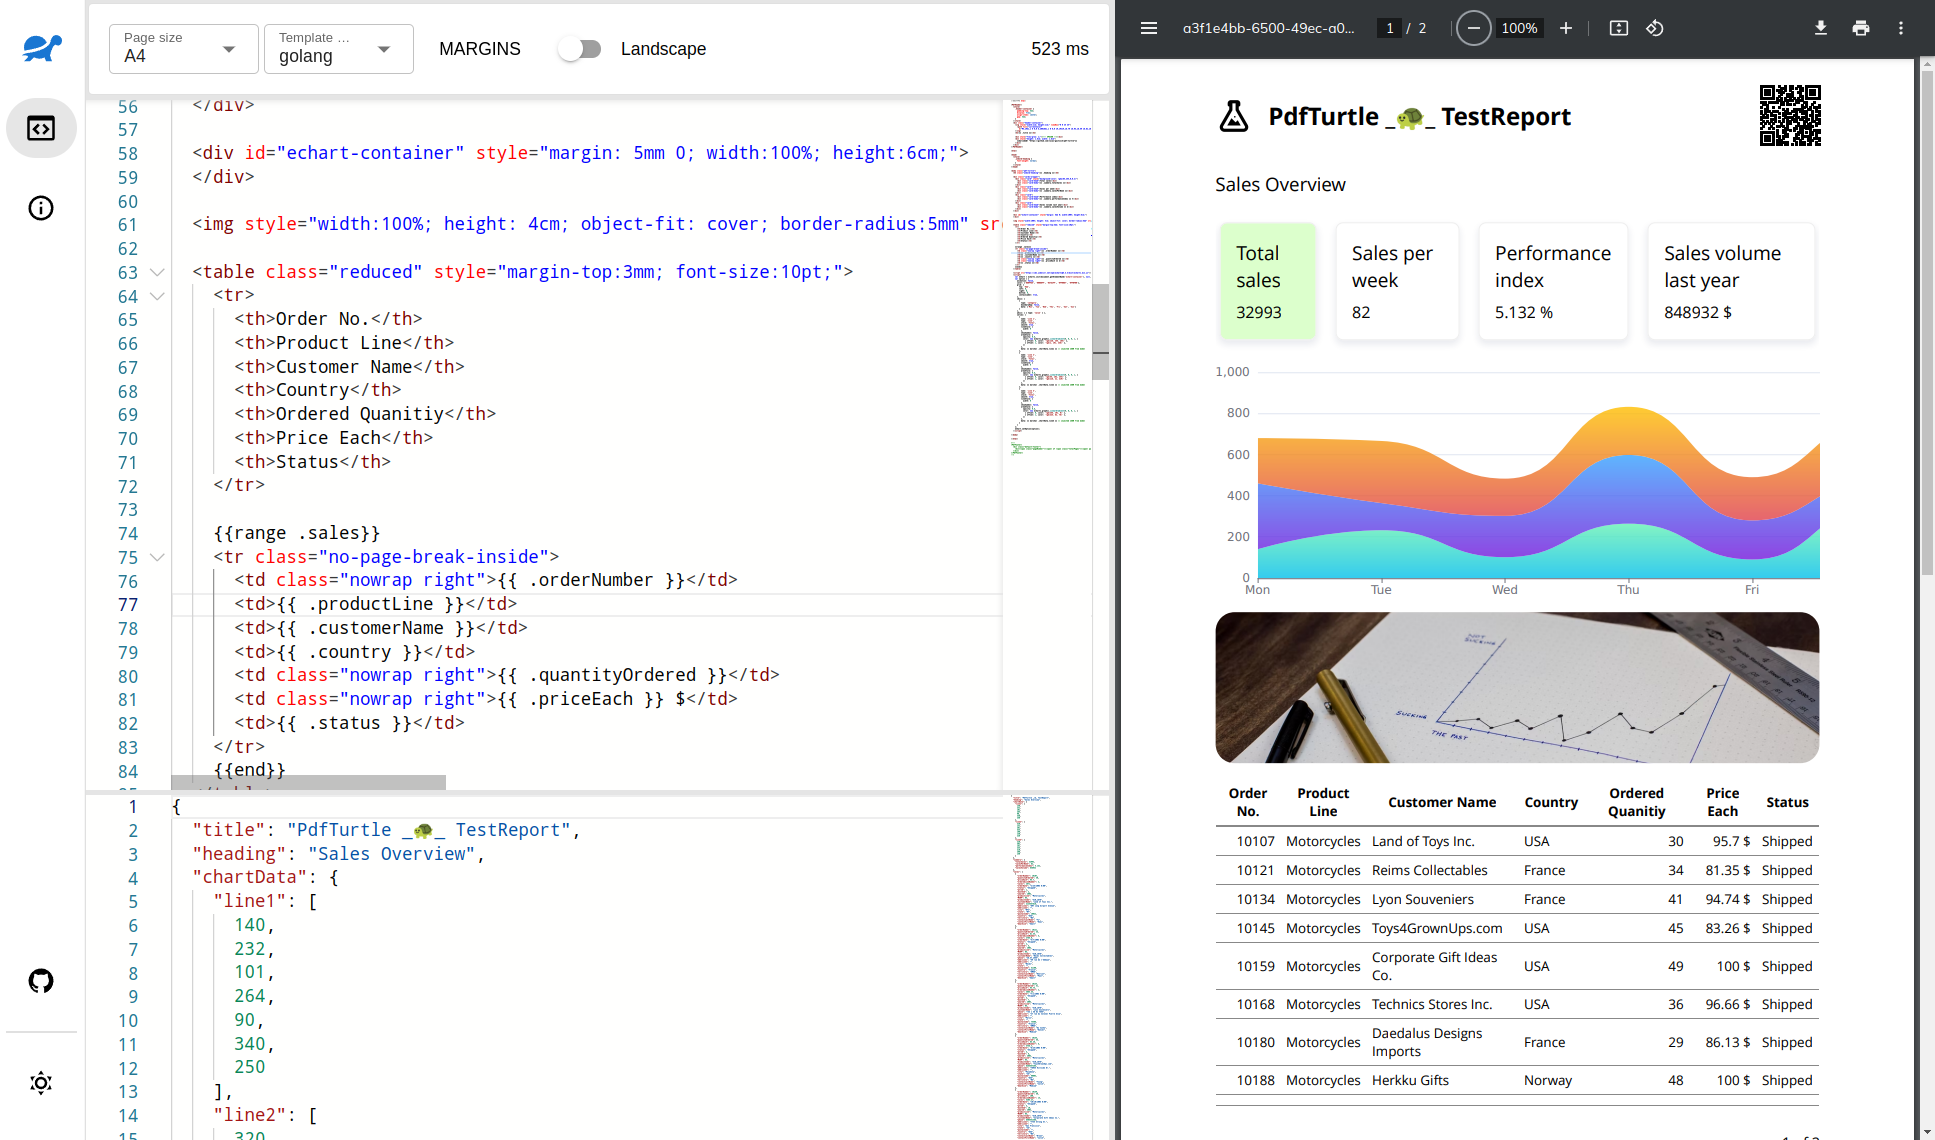 Page size
A4
Template ...
golang
MARGINS
Landscape
523 ms
56 </div>
57
58 <div id="echart-container" style="margin: 5mm 0; width:100%; height:6cm;">
59 </div>
60
61 <img style="width:100%; height: 4cm; object-fit: cover; border-radius:5mm" sr
62
63 <table class="reduced" style="margin-top:3mm; font-size:10pt;">
64 <tr>
65 <th>Order No.</th>
66 <th>Product Line</th>
67 <th>Customer Name</th>
68 <th>Country</th>
69 <th>Ordered Quanitiy</th>
70 <th>Price Each</th>
71 <th>Status</th>
72 </tr>
73
74 {{range .sales}}
75 <tr class="no-page-break-inside">
76 <td class="nowrap right">{{ .orderNumber }}</td>
77 <td>{{ .productLine }}</td>
78 <td>{{ .customerName }}</td>
79 <td>{{ .country }}</td>
80 <td class="nowrap right">{{ .quantityOrdered }}</td>
81 <td class="nowrap right">{{ .priceEach }} $</td>
82 <td>{{ .status }}</td>
83 </tr>
84 {{end}}
1 {
2 "title": "PdfTurtle _🐢_ TestReport",
3 "heading": "Sales Overview",
4 "chartData": {
5 "line1": [
6 140,
7 232,
8 101,
9 264,
10 90,
11 340,
12 250
13 ],
14 "line2": [
15 320
a3f1e4bb-6500-49ec-a0... 1 / 2 100%
PdfTurtle _🐢_ TestReport
Sales Overview
Total sales
32993
Sales per week
82
Performance index
5.132 %
Sales volume last year
848932 $
1,000
800
600
400
200
0
Mon Tue Wed Thu Fri
NOT SUCKING
SUCKING
THE PAST
Order No. Product Line Customer Name Country Ordered Quanitiy Price Each Status
10107 Motorcycles Land of Toys Inc. USA 30 95.7 $ Shipped
10121 Motorcycles Reims Collectables France 34 81.35 $ Shipped
10134 Motorcycles Lyon Souveniers France 41 94.74 $ Shipped
10145 Motorcycles Toys4GrownUps.com USA 45 83.26 $ Shipped
10159 Motorcycles Corporate Gift Ideas Co. USA 49 100 $ Shipped
10168 Motorcycles Technics Stores Inc. USA 36 96.66 $ Shipped
10180 Motorcycles Daedalus Designs Imports France 29 86.13 $ Shipped
10188 Motorcycles Herkku Gifts Norway 48 100 $ Shipped